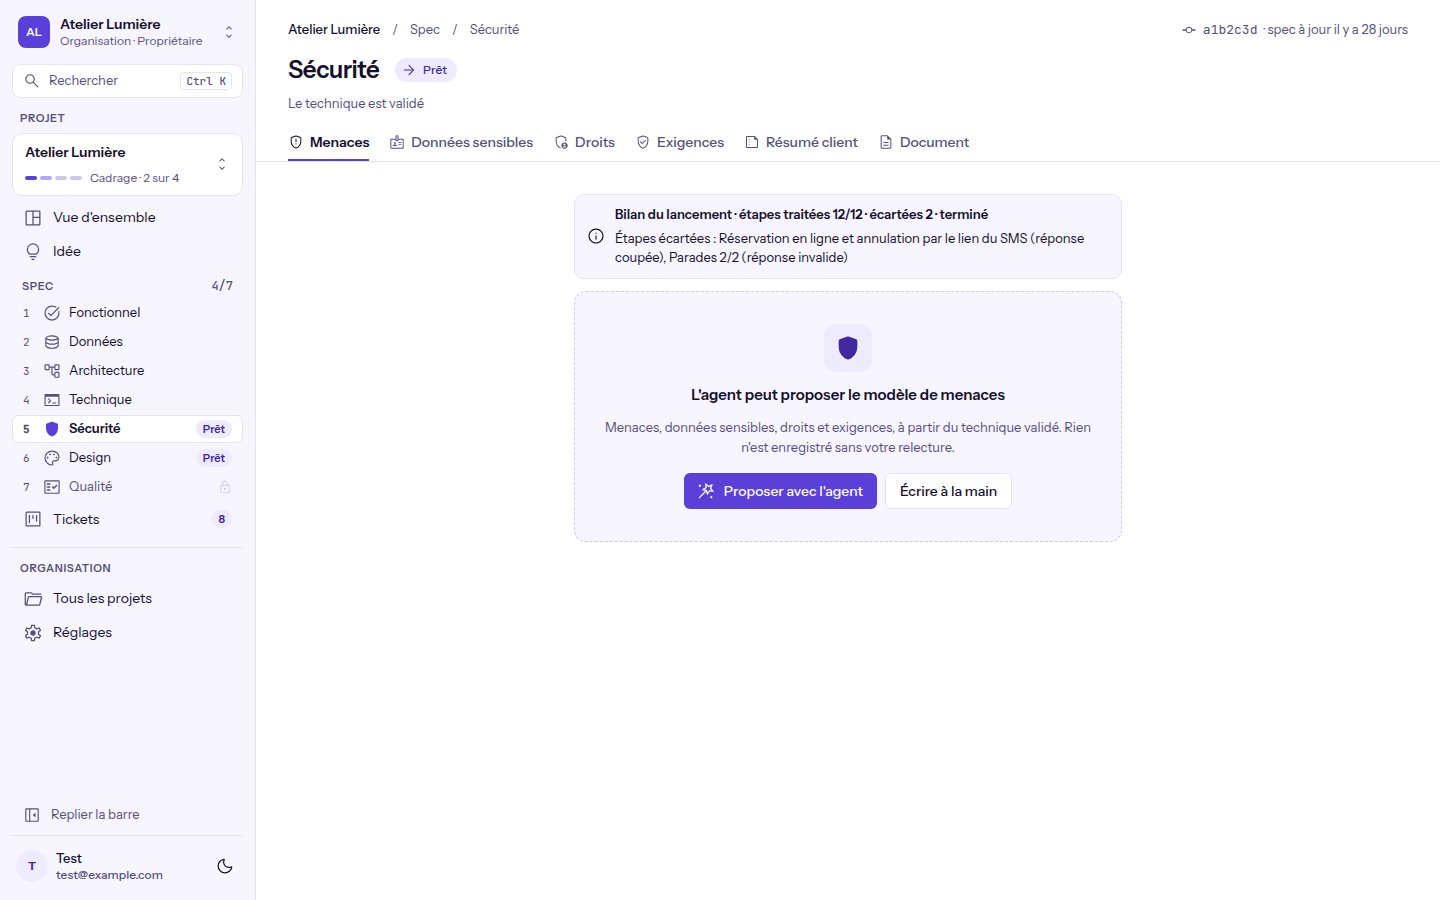 AL
Atelier Lumière
Organisation · Propriétaire
Rechercher
Ctrl K
PROJET
Atelier Lumière
Cadrage · 2 sur 4
Vue d'ensemble
Idée
SPEC
4/7
1 Fonctionnel
2 Données
3 Architecture
4 Technique
5 Sécurité Prêt
6 Design Prêt
7 Qualité
Tickets 8
ORGANISATION
Tous les projets
Réglages
Replier la barre
T
Test
test@example.com
Atelier Lumière / Spec / Sécurité
a1b2c3d · spec à jour il y a 28 jours
Sécurité
Prêt
Le technique est validé
Menaces
Données sensibles
Droits
Exigences
Résumé client
Document
Bilan du lancement · étapes traitées 12/12 · écartées 2 · terminé
Étapes écartées : Réservation en ligne et annulation par le lien du SMS (réponse
coupée), Parades 2/2 (réponse invalide)
L'agent peut proposer le modèle de menaces
Menaces, données sensibles, droits et exigences, à partir du technique validé. Rien
n'est enregistré sans votre relecture.
Proposer avec l'agent
Écrire à la main